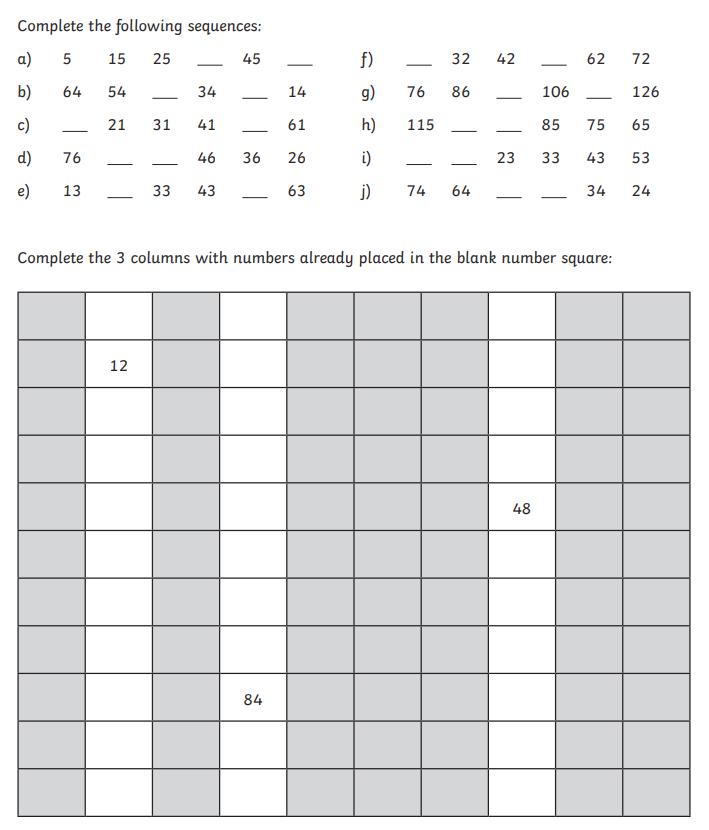 Complete the following sequences:
a) 5 15 25 ___ 45 ___
b) 64 54 ___ 34 ___ 14
c) ___ 21 31 41 ___ 61
d) 76 ___ ___ 46 36 26
e) 13 ___ 33 43 ___ 63
f) ___ 32 42 ___ 62 72
g) 76 86 ___ 106 ___ 126
h) 115 ___ ___ 85 75 65
i) ___ ___ 23 33 43 53
j) 74 64 ___ ___ 34 24
Complete the 3 columns with numbers already placed in the blank number square:
12
48
84